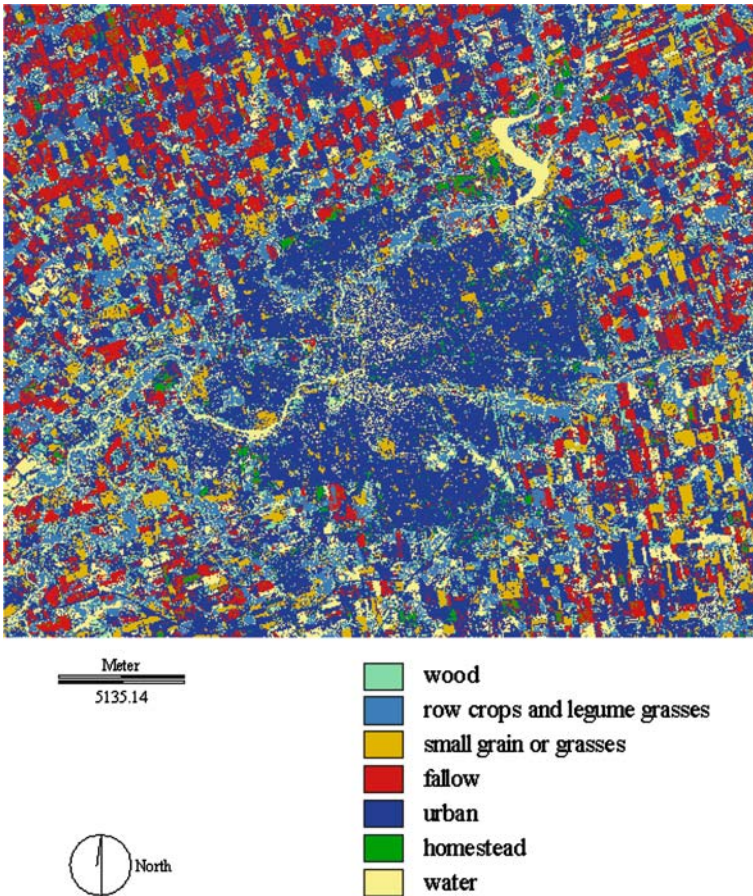 Meter
5135.14
North
wood
row crops and legume grasses
small grain or grasses
fallow
urban
homestead
water